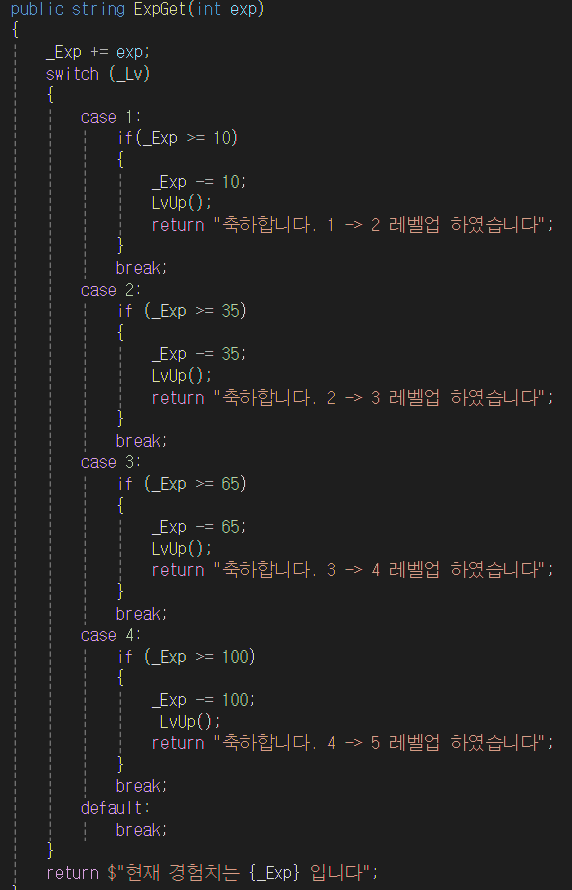 public string ExpGet(int exp)
{
    _Exp += exp;
    switch (_Lv)
    {
        case 1:
            if(_Exp >= 10)
            {
                _Exp -= 10;
                LvUp();
                return "축하합니다. 1 -> 2 레벨업 하였습니다";
            }
            break;
        case 2:
            if (_Exp >= 35)
            {
                _Exp -= 35;
                LvUp();
                return "축하합니다. 2 -> 3 레벨업 하였습니다";
            }
            break;
        case 3:
            if (_Exp >= 65)
            {
                _Exp -= 65;
                LvUp();
                return "축하합니다. 3 -> 4 레벨업 하였습니다";
            }
            break;
        case 4:
            if (_Exp >= 100)
            {
                _Exp -= 100;
                 LvUp();
                return "축하합니다. 4 -> 5 레벨업 하였습니다";
            }
            break;
        default:
            break;
    }
    return $"현재 경험치는 {_Exp} 입니다";
}